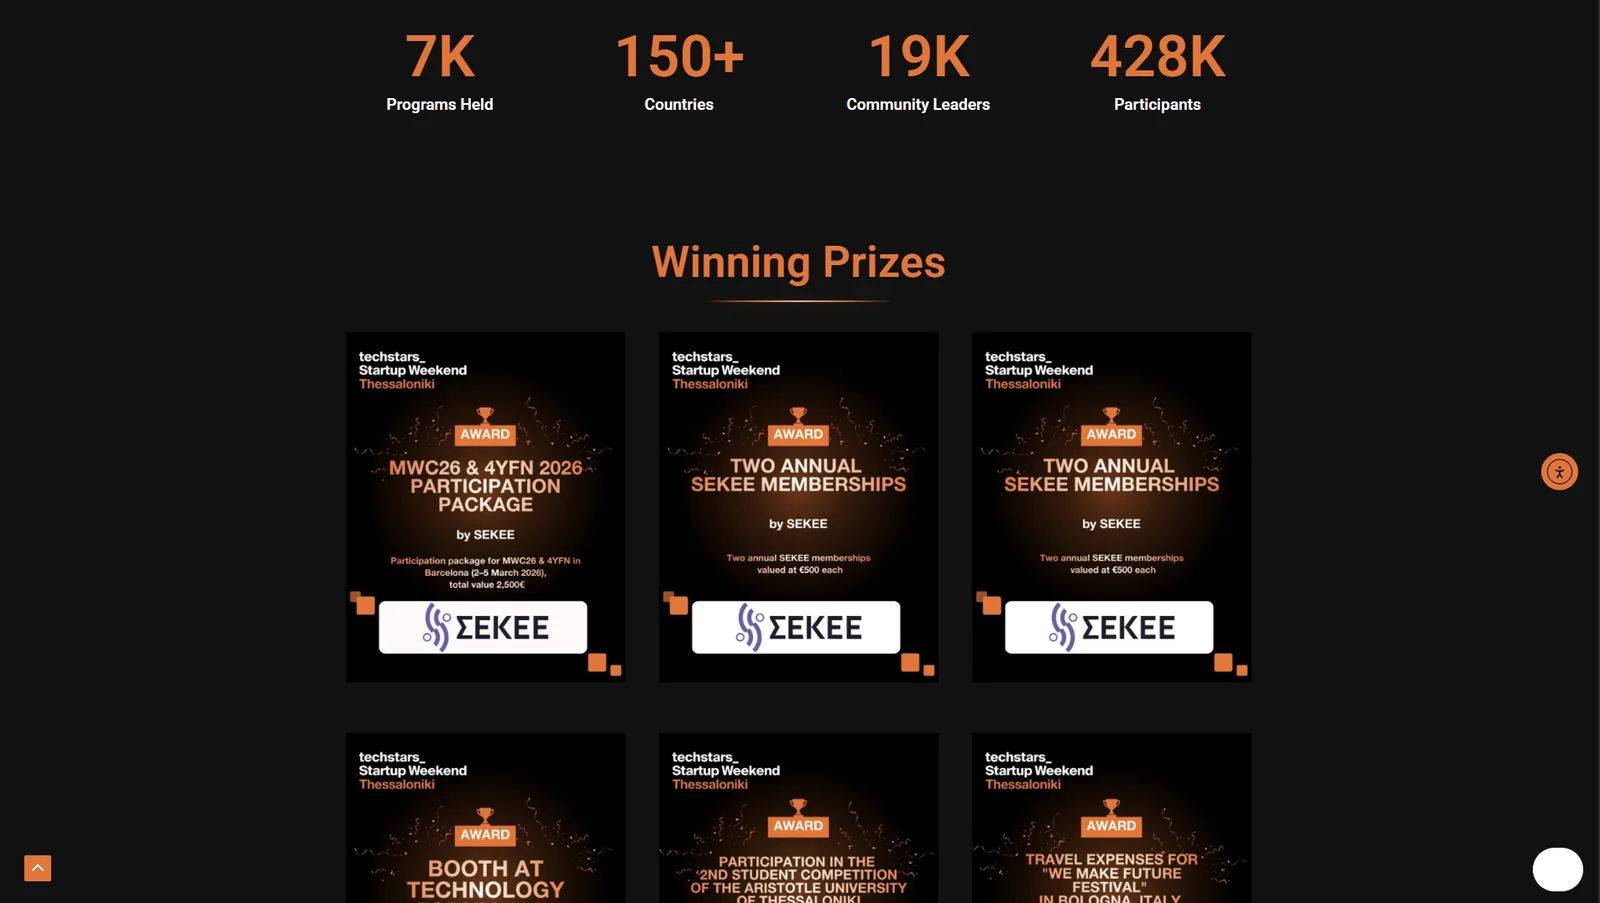 7K
Programs Held
150+
Countries
19K
Community Leaders
428K
Participants
Winning Prizes
techstars_
Startup Weekend
Thessaloniki
AWARD
MWC26 & 4YFN 2026
PARTICIPATION
PACKAGE
by SEKEE
Participation package for MWC26 & 4YFN in
Barcelona (2–5 March 2026),
total value 2,500€
ΣΕΚΕΕ
techstars_
Startup Weekend
Thessaloniki
AWARD
TWO ANNUAL
SEKEE MEMBERSHIPS
by SEKEE
Two annual SEKEE memberships
valued at €500 each
ΣΕΚΕΕ
techstars_
Startup Weekend
Thessaloniki
AWARD
TWO ANNUAL
SEKEE MEMBERSHIPS
by SEKEE
Two annual SEKEE memberships
valued at €500 each
ΣΕΚΕΕ
techstars_
Startup Weekend
Thessaloniki
AWARD
BOOTH AT
TECHNOLOGY
techstars_
Startup Weekend
Thessaloniki
AWARD
PARTICIPATION IN THE
2ND STUDENT COMPETITION
OF THE ARISTOTLE UNIVERSITY
OF THESSALONIKI
techstars_
Startup Weekend
Thessaloniki
AWARD
TRAVEL EXPENSES FOR
"WE MAKE FUTURE
FESTIVAL"
IN BOLOGNA, ITALY